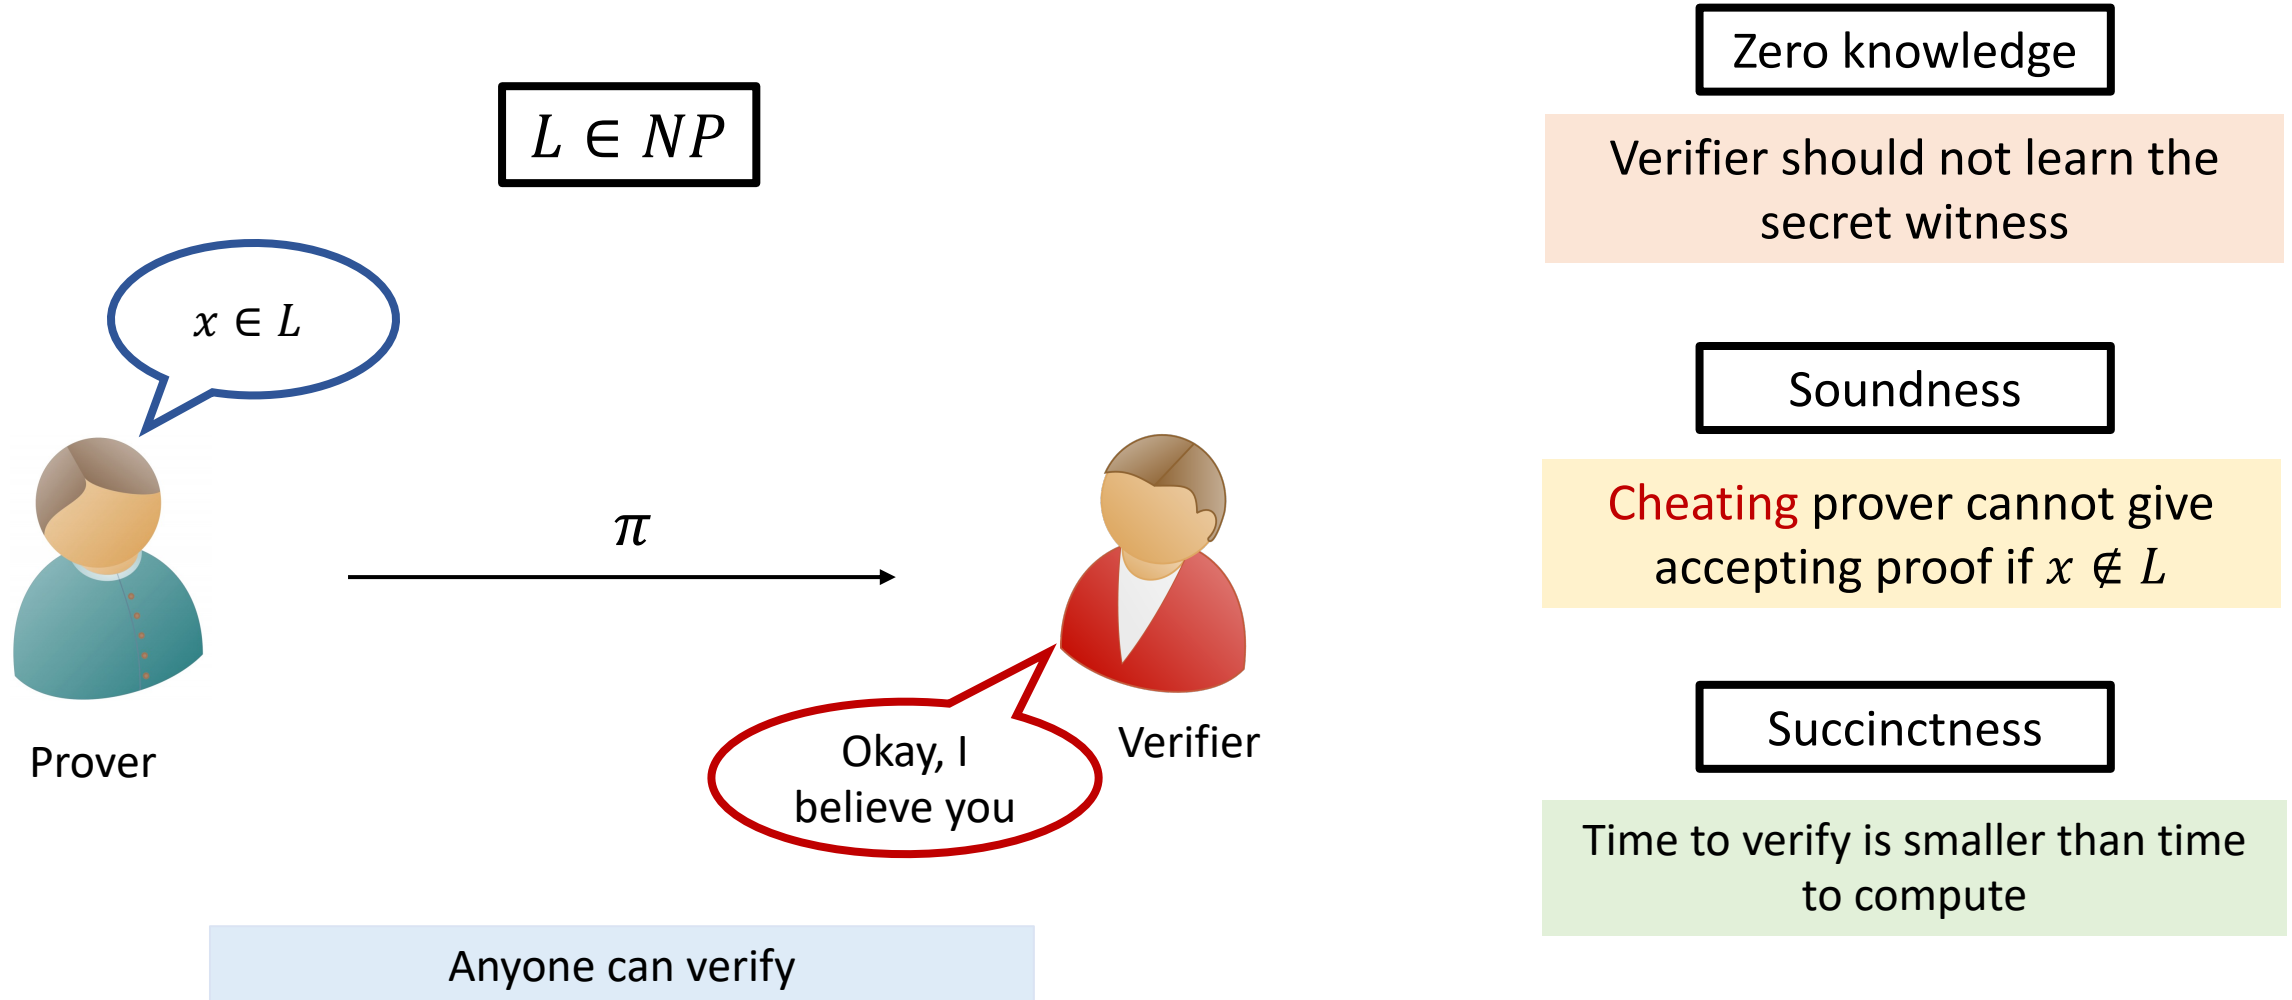 L ∈ NP
x ∈ L
π
Prover
Verifier
Okay, I
believe you
Anyone can verify
Zero knowledge
Verifier should not learn the
secret witness
Soundness
Cheating prover cannot give
accepting proof if x ∉ L
Succinctness
Time to verify is smaller than time
to compute